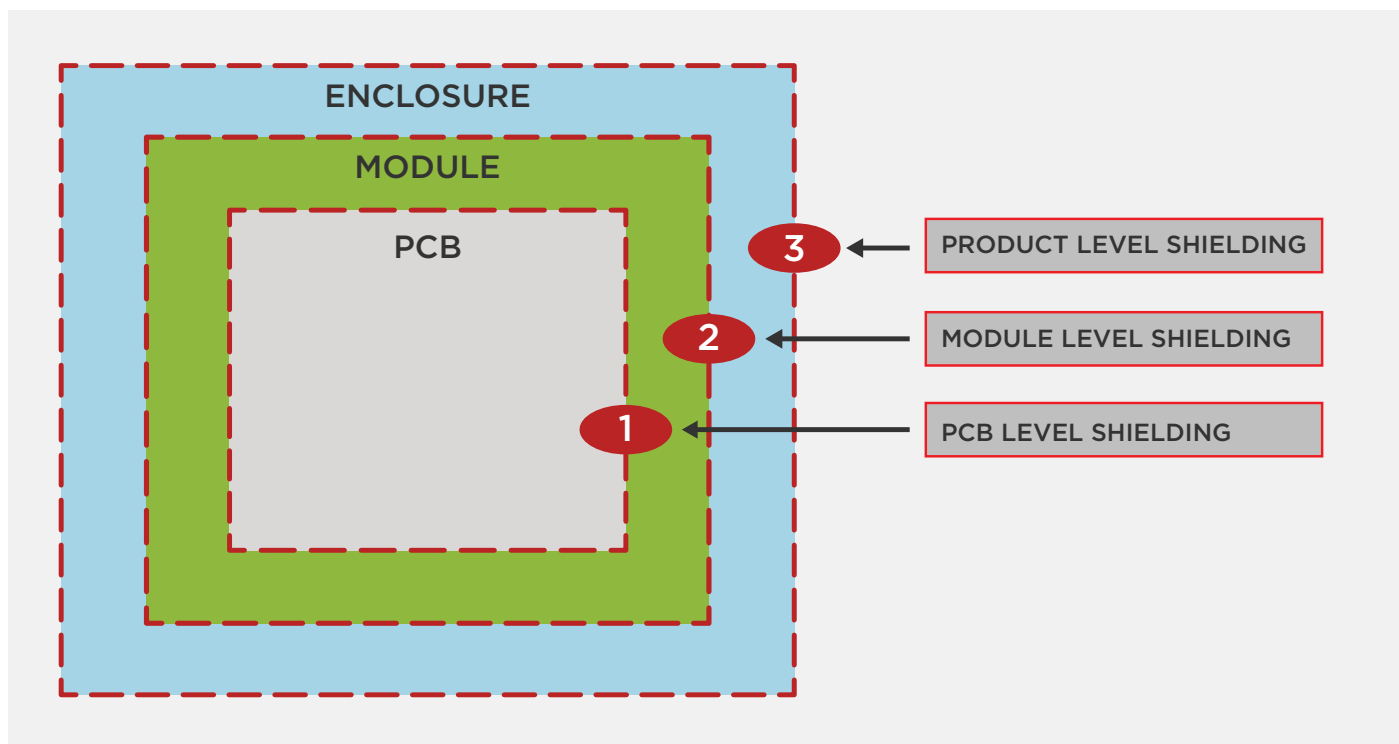 ENCLOSURE
MODULE
PCB
3
PRODUCT LEVEL SHIELDING
2
MODULE LEVEL SHIELDING
1
PCB LEVEL SHIELDING